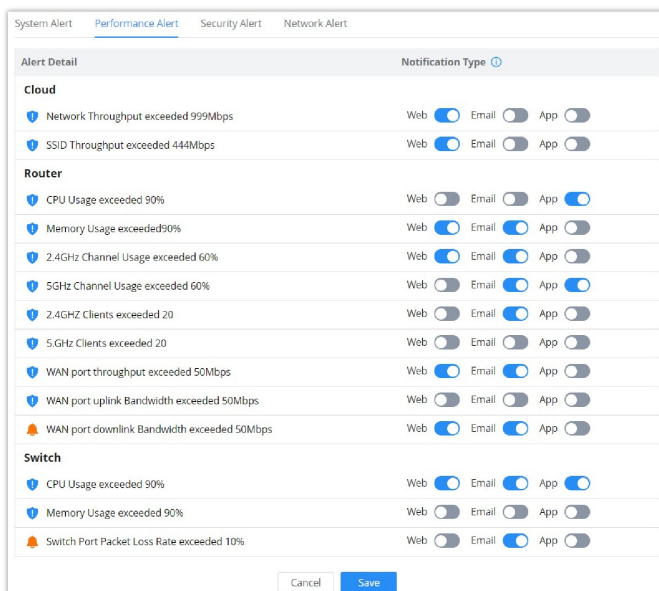 System Alert Performance Alert Security Alert Network Alert
Alert Detail Notification Type
Cloud
Network Throughput exceeded 999Mbps Web Email App
SSID Throughput exceeded 444Mbps Web Email App
Router
CPU Usage exceeded 90% Web Email App
Memory Usage exceeded90% Web Email App
2.4GHz Channel Usage exceeded 60% Web Email App
5GHz Channel Usage exceeded 60% Web Email App
2.4GHZ Clients exceeded 20 Web Email App
5.GHz Clients exceeded 20 Web Email App
WAN port throughput exceeded 50Mbps Web Email App
WAN port uplink Bandwidth exceeded 50Mbps Web Email App
WAN port downlink Bandwidth exceeded 50Mbps Web Email App
Switch
CPU Usage exceeded 90% Web Email App
Memory Usage exceeded 90% Web Email App
Switch Port Packet Loss Rate exceeded 10% Web Email App
Cancel Save